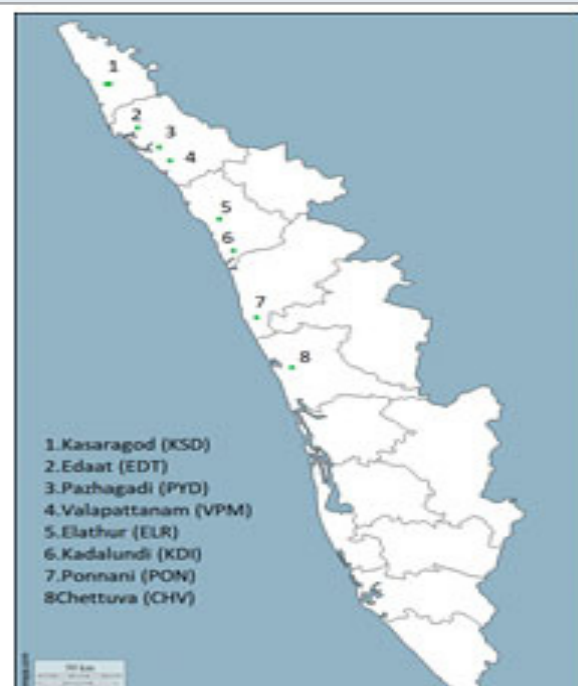 1
2
3
4
5
6
7
8
1.Kasaragod (KSD)
2.Edaat (EDT)
3.Pazhagadi (PYD)
4.Valapattanam (VPM)
5.Elathur (ELR)
6.Kadalundi (KDI)
7.Ponnani (PON)
8Chettuva (CHV)